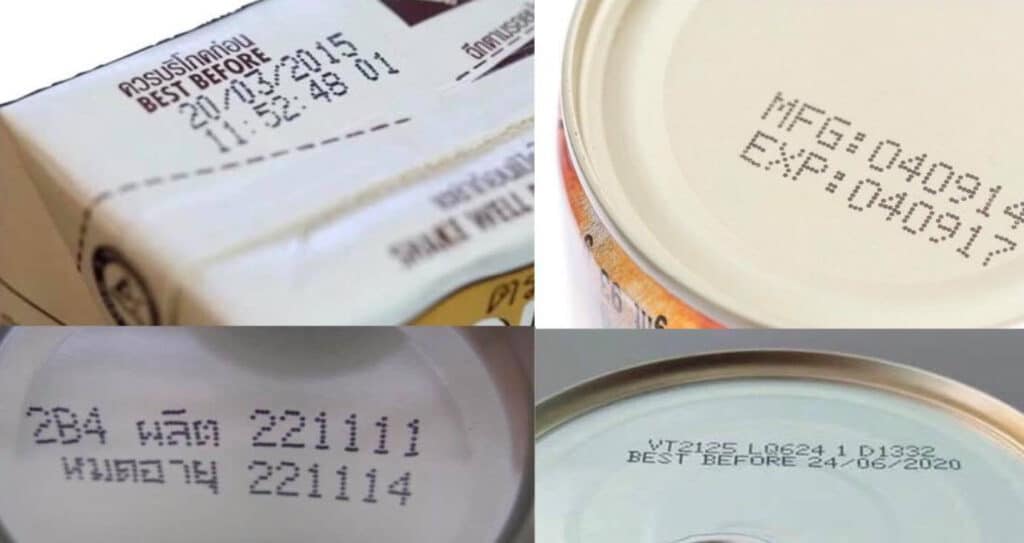 ควรบริโภคก่อน
BEST BEFORE
20/03/2015
11:52:48 01
MFG:040914
EXP:040917
2B4 ผลิต 221111
หมดอายุ 221114
VT2125 L0624 1 D1332
BEST BEFORE 24/06/2020